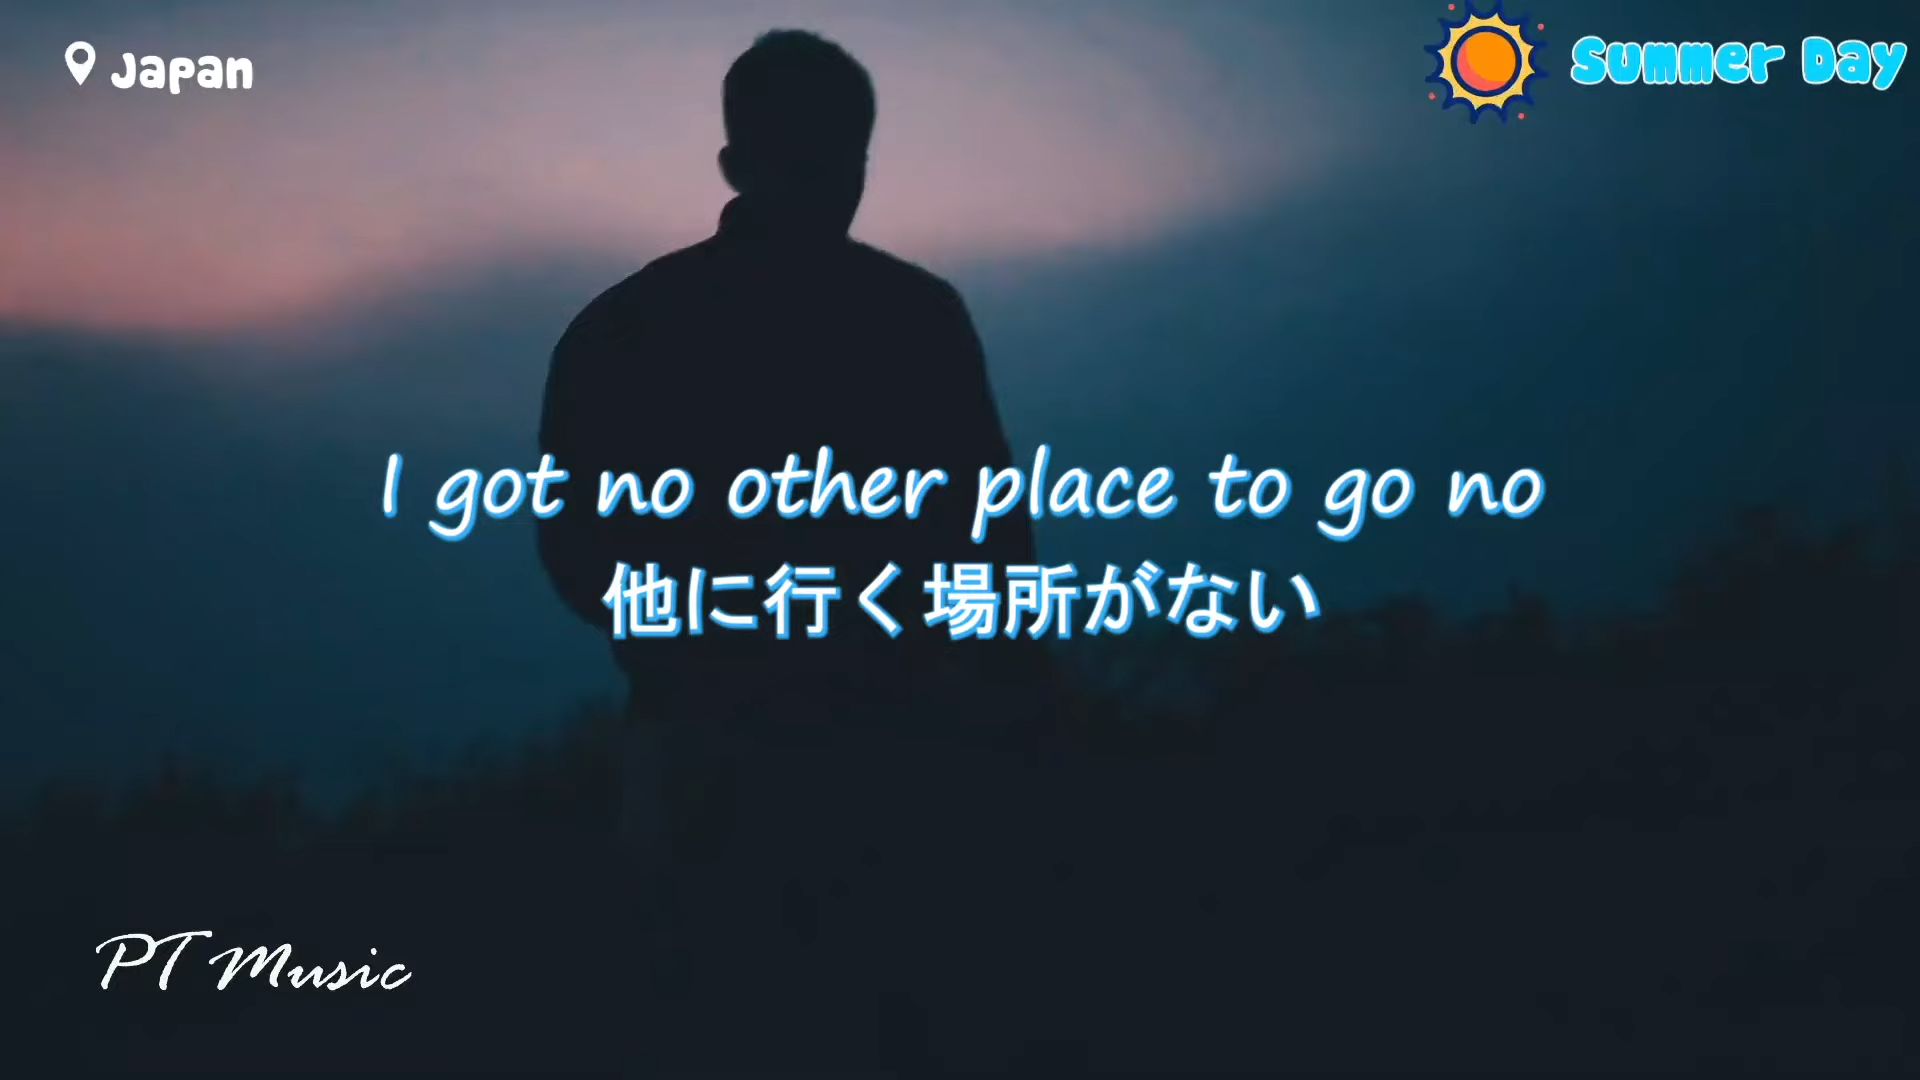 Japan
Summer Day
I got no other place to go no
他に行く場所がない
PT Music